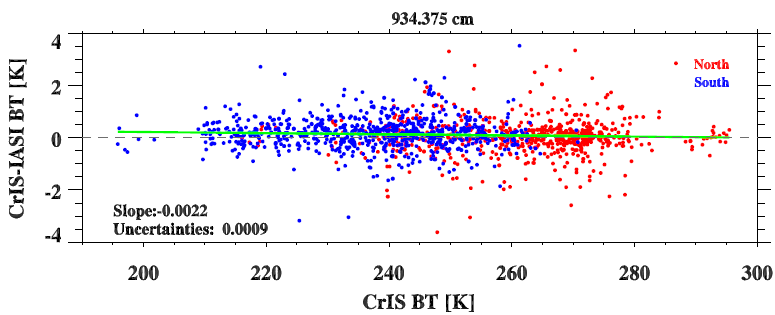 934.375 cm
CrIS-IASI BT [K]
4
2
0
-2
-4
North
South
Slope:-0.0022
Uncertainties: 0.0009
200 220 240 260 280 300
CrIS BT [K]